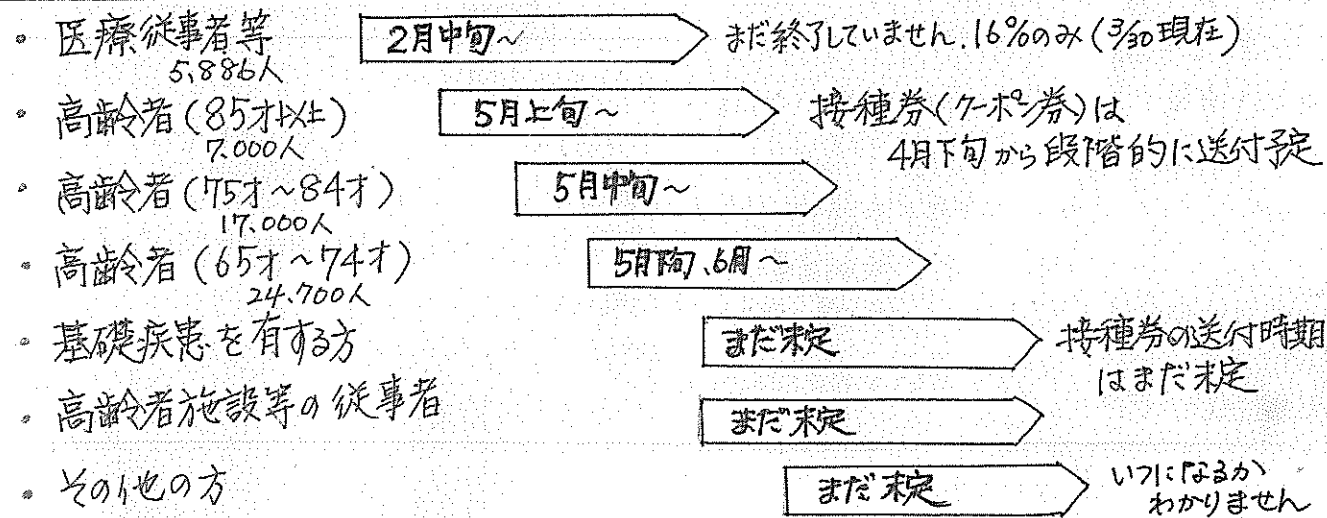 ・医療従事者等 2月中旬～ まだ終了していません.16%のみ(3/30現在)
5,886人
・高齢者(85才以上) 5月上旬～ 接種券(クーポン券)は
7,000人 4月下旬から段階的に送付予定
・高齢者(75才～84才) 5月中旬～
17,000人
・高齢者(65才～74才) 5月下旬、6月～
24,700人
・基礎疾患を有する方 まだ未定 接種券の送付時期
はまだ未定
・高齢者施設等の従事者 まだ未定
・その他の方 まだ未定 いつになるか
わかりません